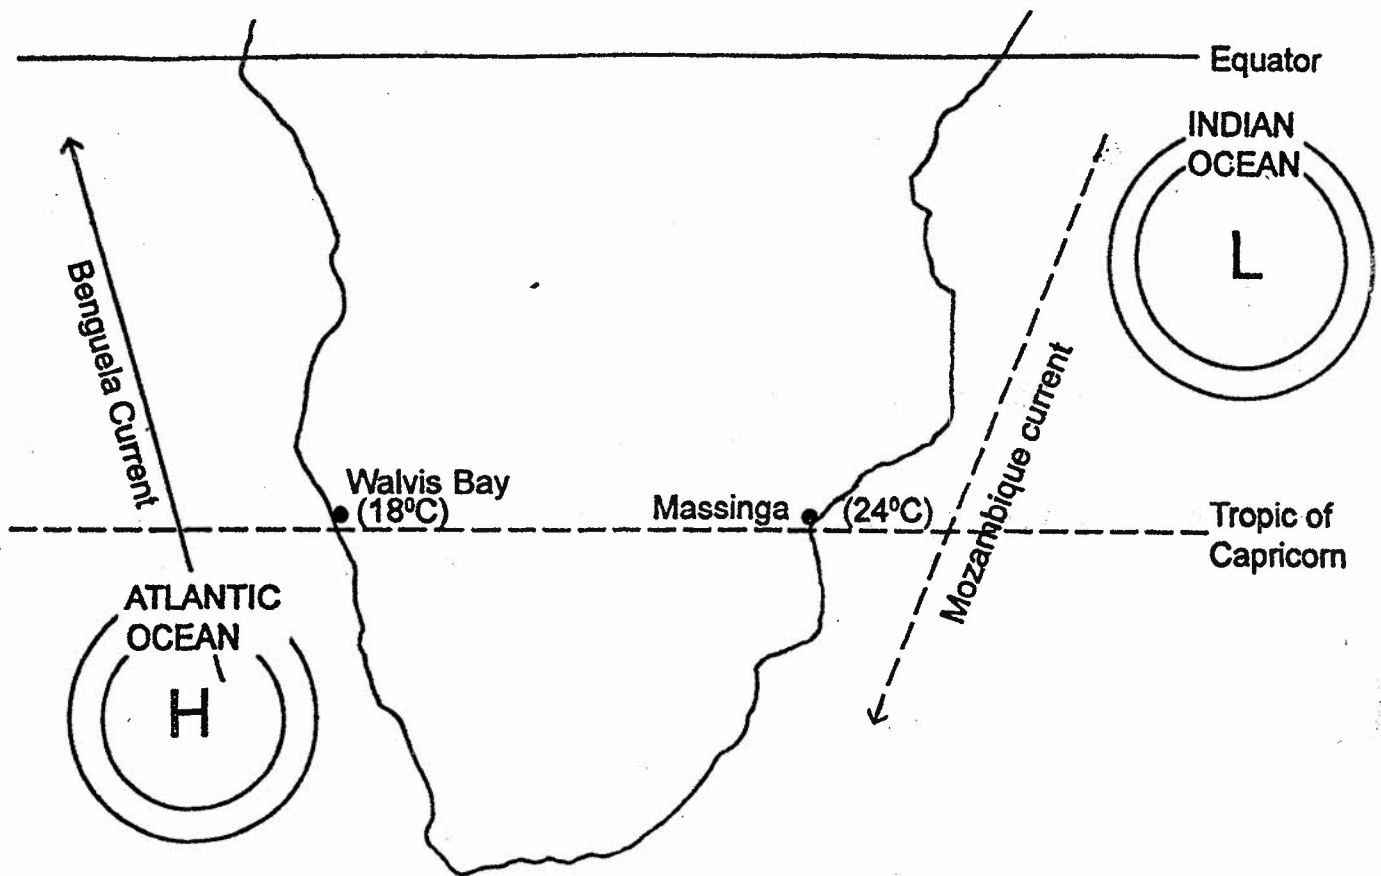 Equator
INDIAN
OCEAN
L
Benguela Current
Mozambique current
Walvis Bay
(18⁰C)
Massinga
(24⁰C)
Tropic of
Capricorn
ATLANTIC
OCEAN
H